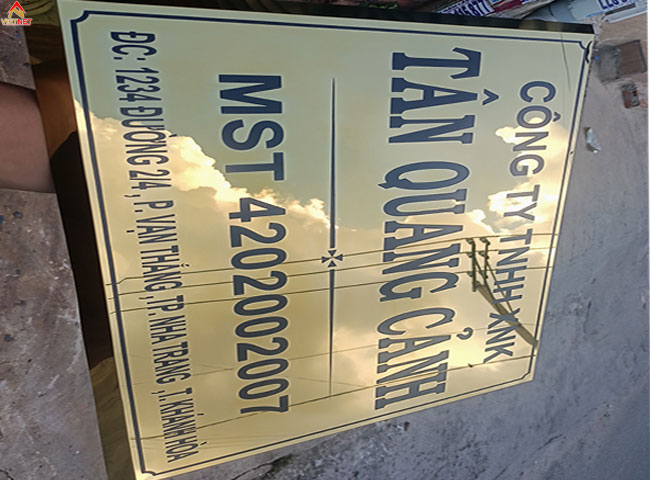 CÔNG TY TNHH XNK
TÂN QUANG CẢNH
MST 4202002007
ĐC: 1234 ĐƯỜNG 24, P. VẠN THẮNG, TP. NHA TRANG, T. KHÁNH HÒA
VIETNET